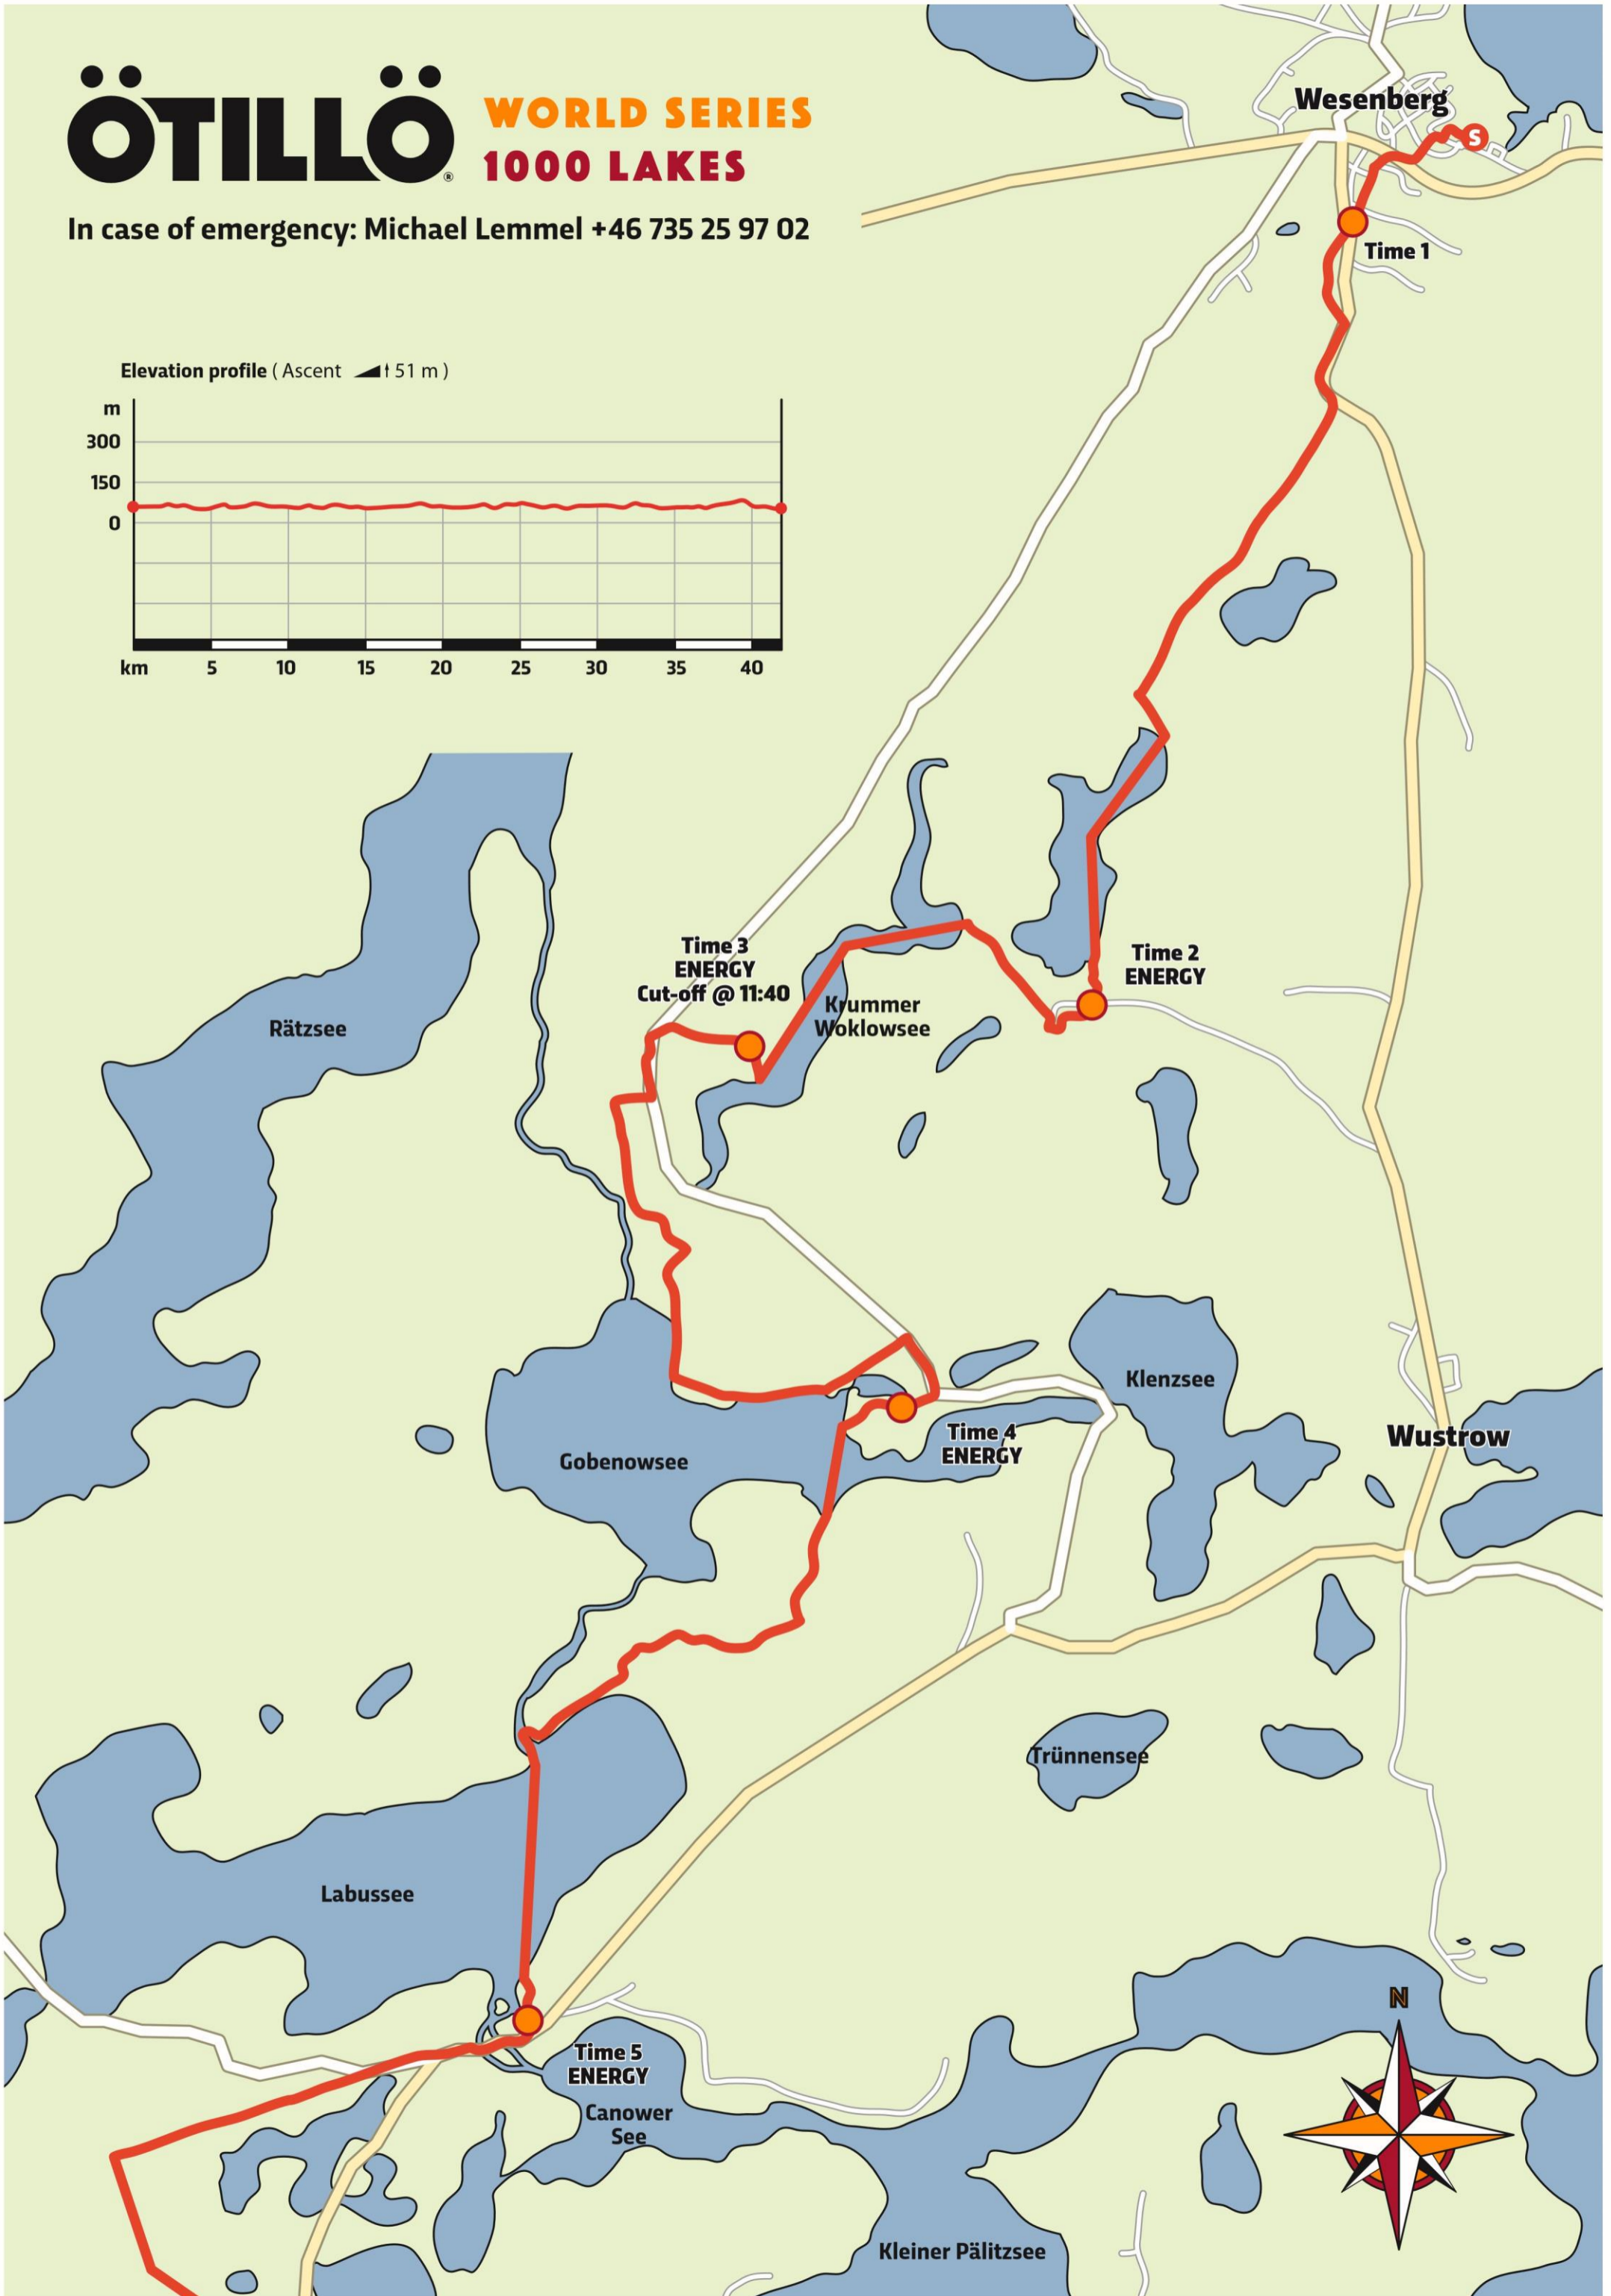 ÖTILLÖ®
WORLD SERIES
1000 LAKES
In case of emergency: Michael Lemmel +46 735 25 97 02
Wesenberg
S
Time 1
Elevation profile ( Ascent 51 m )
m
300
150
0
km 5 10 15 20 25 30 35 40
Time 3
ENERGY
Cut-off @ 11:40
Time 2
ENERGY
Krummer
Woklowsee
Rätzsee
Klenzsee
Time 4
ENERGY
Wustrow
Gobenowsee
Trünnensee
Labussee
N
Time 5
ENERGY
Canower
See
Kleiner Pälitzsee